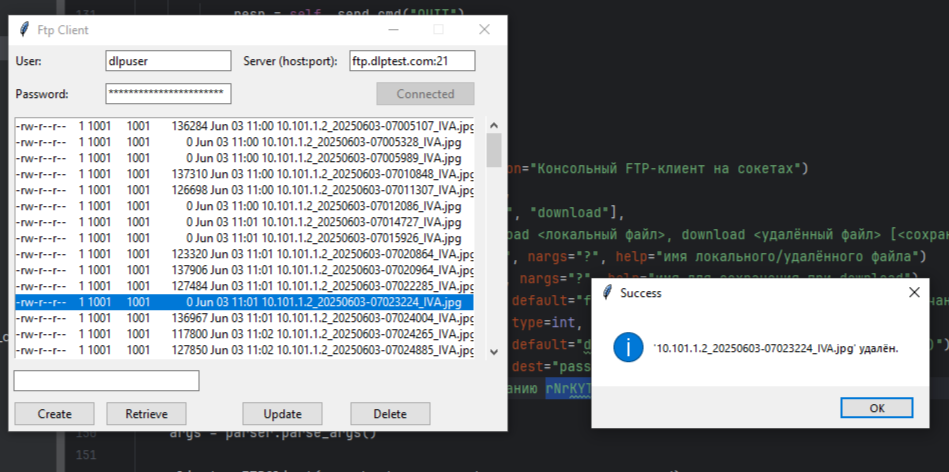 131
resp = self._send_cmd("QUIT")
Ftp Client
User:
dlpuser
Server (host:port):
ftp.dlptest.com:21
Password:
***********************
Connected
-rw-r--r-- 1 1001 1001 136284 Jun 03 11:00 10.101.1.2_20250603-07005107_IVA.jpg
-rw-r--r-- 1 1001 1001 0 Jun 03 11:00 10.101.1.2_20250603-07005328_IVA.jpg
-rw-r--r-- 1 1001 1001 0 Jun 03 11:00 10.101.1.2_20250603-07005989_IVA.jpg
-rw-r--r-- 1 1001 1001 137310 Jun 03 11:00 10.101.1.2_20250603-07010848_IVA.jpg
-rw-r--r-- 1 1001 1001 126698 Jun 03 11:00 10.101.1.2_20250603-07011307_IVA.jpg
-rw-r--r-- 1 1001 1001 0 Jun 03 11:00 10.101.1.2_20250603-07012086_IVA.jpg
-rw-r--r-- 1 1001 1001 0 Jun 03 11:01 10.101.1.2_20250603-07014727_IVA.jpg
-rw-r--r-- 1 1001 1001 0 Jun 03 11:01 10.101.1.2_20250603-07015926_IVA.jpg
-rw-r--r-- 1 1001 1001 123320 Jun 03 11:01 10.101.1.2_20250603-07020864_IVA.jpg
-rw-r--r-- 1 1001 1001 137906 Jun 03 11:01 10.101.1.2_20250603-07020964_IVA.jpg
-rw-r--r-- 1 1001 1001 127484 Jun 03 11:01 10.101.1.2_20250603-07022285_IVA.jpg
-rw-r--r-- 1 1001 1001 0 Jun 03 11:01 10.101.1.2_20250603-07023224_IVA.jpg
-rw-r--r-- 1 1001 1001 136967 Jun 03 11:01 10.101.1.2_20250603-07024004_IVA.jpg
-rw-r--r-- 1 1001 1001 117800 Jun 03 11:02 10.101.1.2_20250603-07024265_IVA.jpg
-rw-r--r-- 1 1001 1001 127850 Jun 03 11:02 10.101.1.2_20250603-07024885_IVA.jpg
Create
Retrieve
Update
Delete
on="Консольный FTP-клиент на сокетах")
", "download"],
oad <локальный файл>, download <удалённый файл> [<сохран
", nargs="?", help="имя локального/удалённого файла")
nargs="?", help="имя для сохранения при download")
default="f
type=int,
default="d
dest="pass
анию rNrKYT
Success
'10.101.1.2_20250603-07023224_IVA.jpg' удалён.
OK
args = parser.parse_args()
151